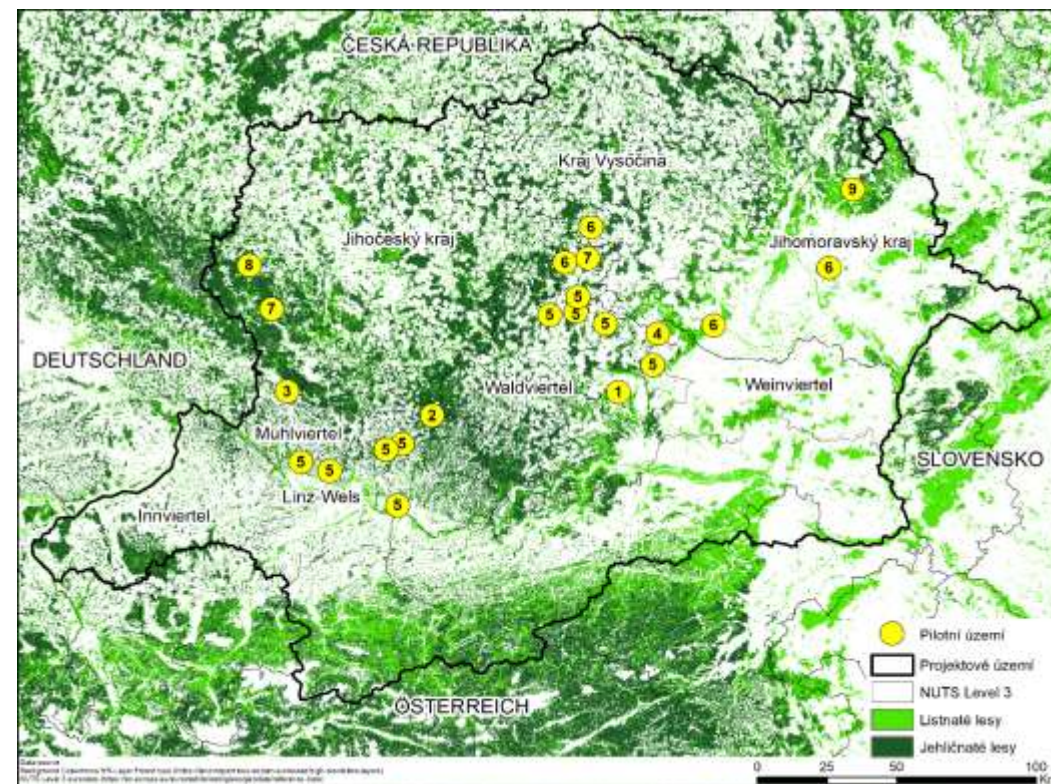 ČESKÁ REPUBLIKA
Kraj Vysočina
9
6
Jihočeský kraj
Jihomoravský kraj
8
6
7
6
7
5
5
5
5
4
6
DEUTSCHLAND
5
3
Waldviertel
1
Weinviertel
2
Mühlviertel
5
5
5
5
SLOVENSKO
Linz-Wels
5
Innviertel
ÖSTERREICH
Pilotní území
Projektové území
NUTS Level 3
Listnaté lesy
Jehličnaté lesy
0 25 50 100